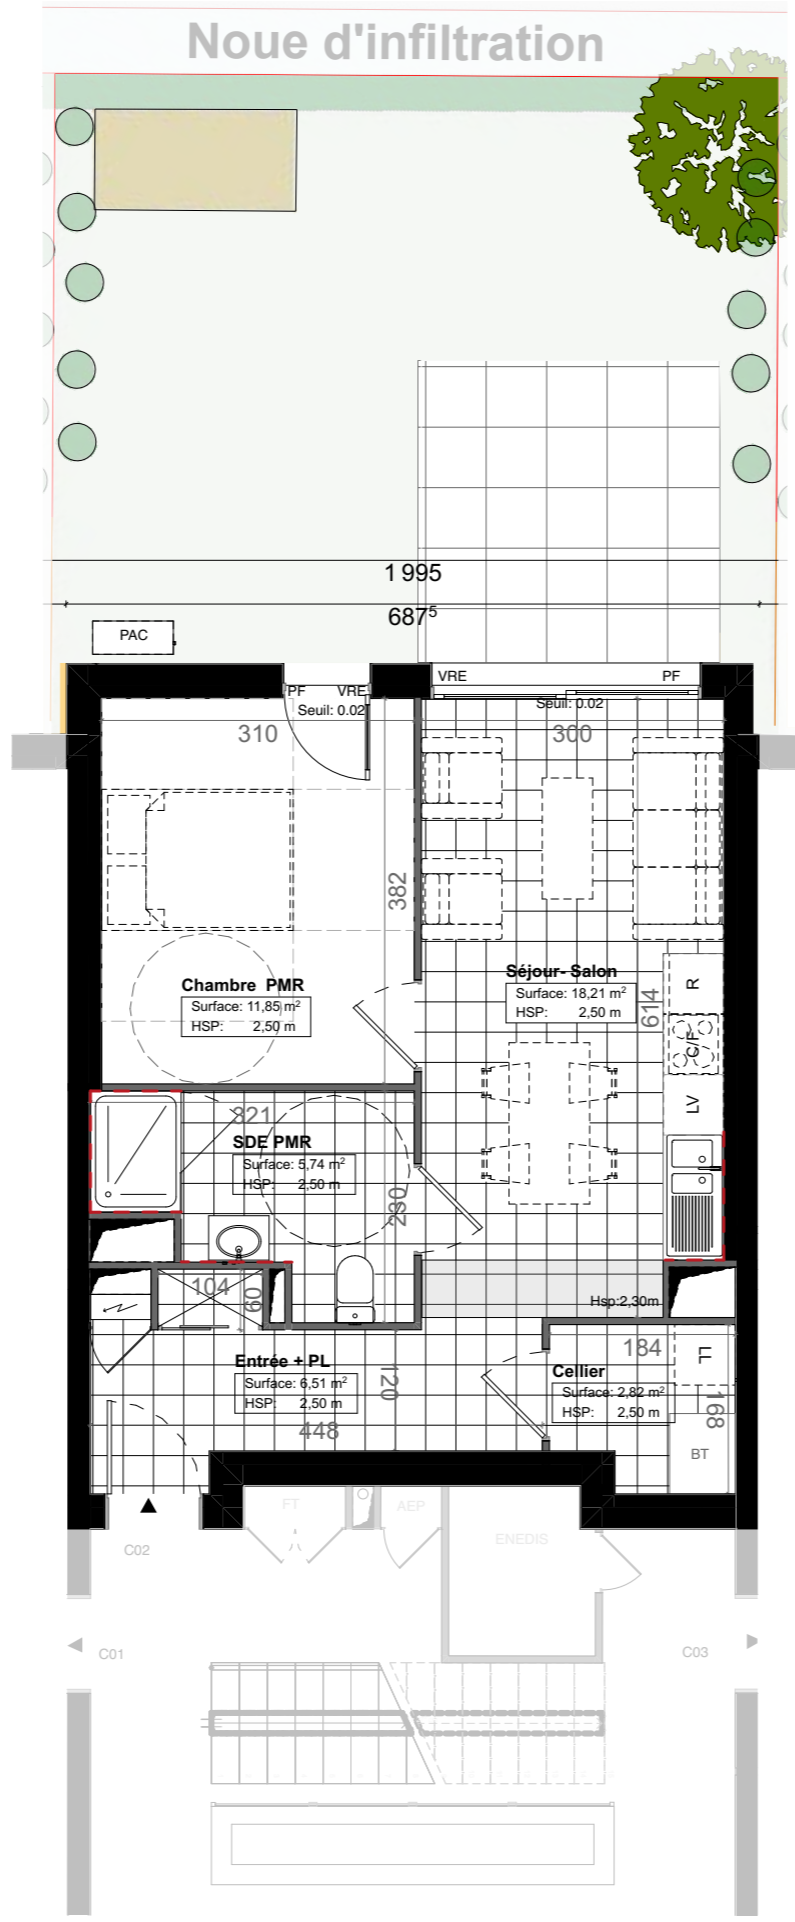 Noue d'infiltration
1 995
687⁵
PAC
PF
VRE
Seuil: 0.02
VRE
PF
Seuil: 0.02
310
300
382
Chambre PMR
Surface: 11,85 m²
HSP: 2,50 m
Séjour- Salon
Surface: 18,21 m²
HSP: 2,50 m
614
R
C/F
LV
321
SDE PMR
Surface: 5,74 m²
HSP: 2,50 m
230
104
60
Hsp:2,30m
Entrée + PL
Surface: 6,51 m²
HSP: 2,50 m
120
448
184
LL
Cellier
Surface: 2,82 m²
HSP: 2,50 m
168
BT
FT
AEP
ENEDIS
C02
C01
C03